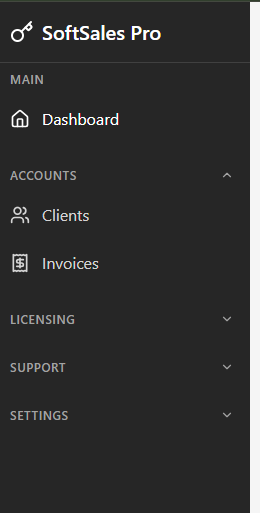 SoftSales Pro
MAIN
Dashboard
ACCOUNTS
Clients
Invoices
LICENSING
SUPPORT
SETTINGS